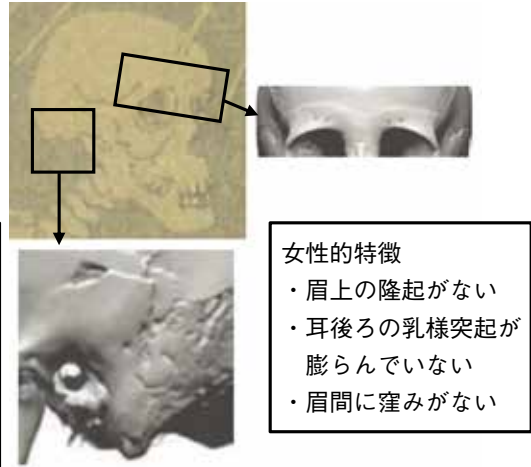 女性的特徴
・眉上の隆起がない
・耳後ろの乳様突起が
膨らんでいない
・眉間に窪みがない